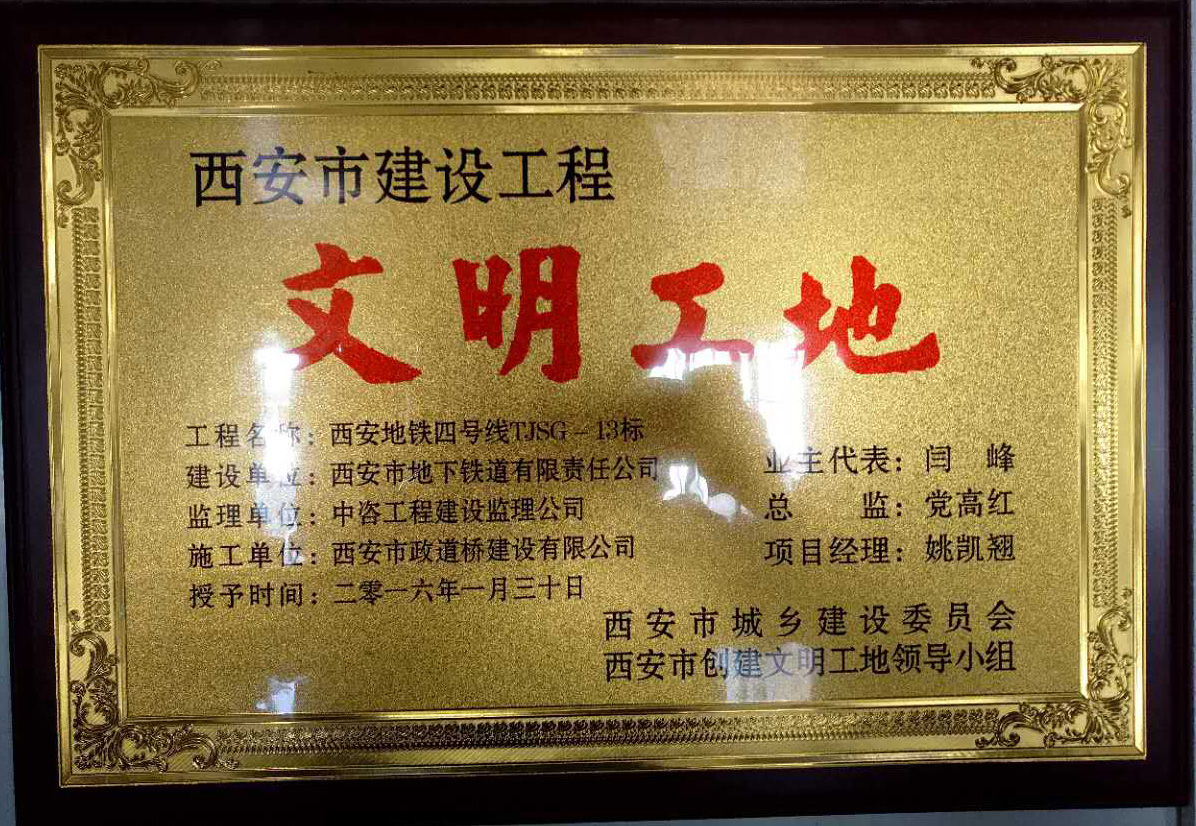 西安市建设工程
文明工地
工程名称：西安地铁四号线TJSG－13标
建设单位：西安市地下铁道有限责任公司
监理单位：中咨工程建设监理公司
施工单位：西安市政道桥建设有限公司
授予时间：二零一六年一月三十日
业主代表：闫　峰
总　　监：党高红
项目经理：姚凯翘
西安市城乡建设委员会
西安市创建文明工地领导小组